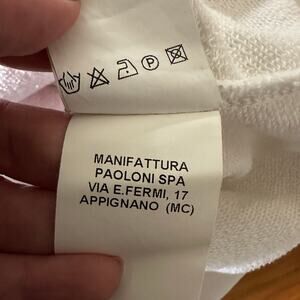 P
MANIFATTURA
PAOLONI SPA
VIA E.FERMI, 17
APPIGNANO (MC)